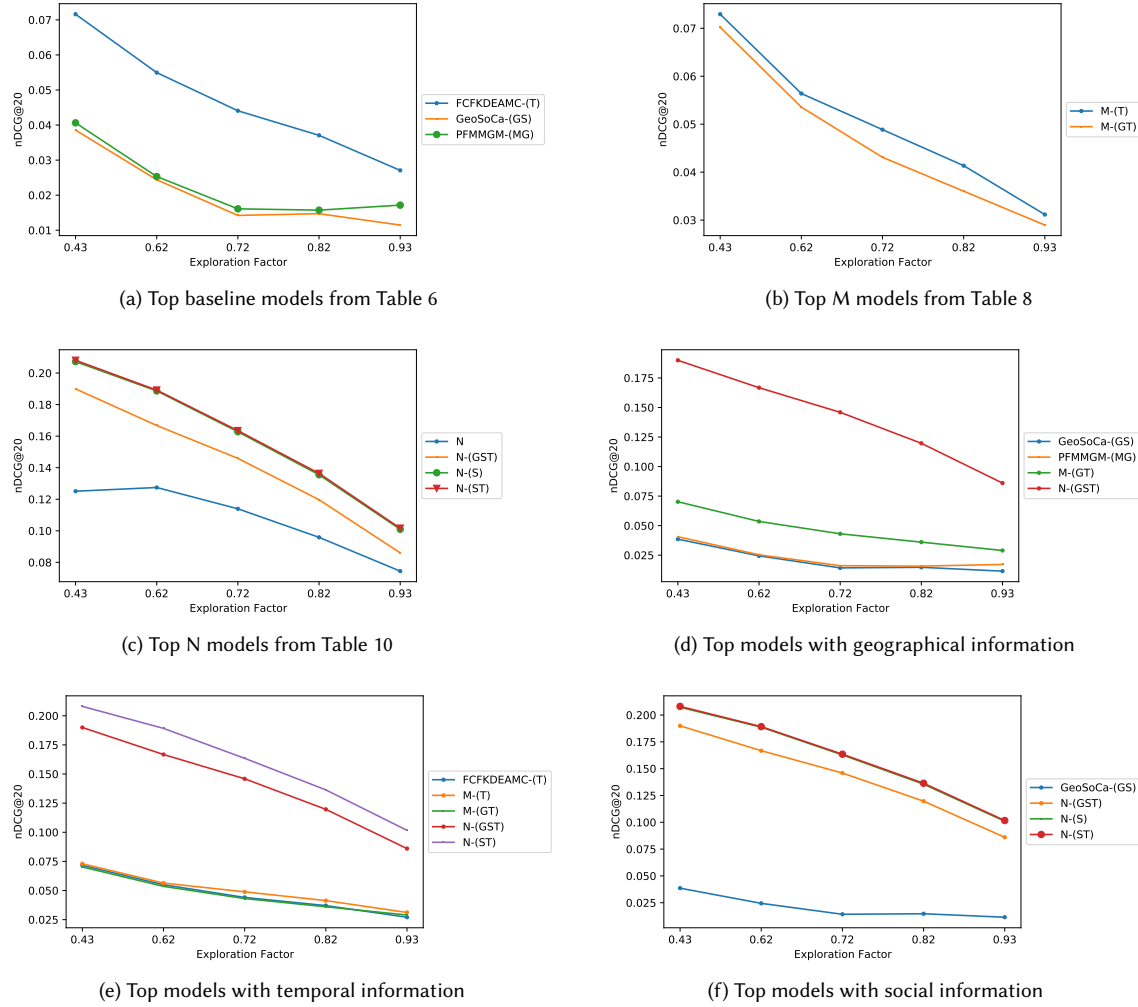 0.07
0.06
0.05
0.04
0.03
0.02
0.01
nDCG@20
0.43 0.62 0.72 0.82 0.93
Exploration Factor
FCFKDEAMC-(T)
GeoSoCa-(GS)
PFMMGM-(MG)
(a) Top baseline models from Table 6
0.07
0.06
0.05
0.04
0.03
nDCG@20
0.43 0.62 0.72 0.82 0.93
Exploration Factor
M-(T)
M-(GT)
(b) Top M models from Table 8
0.20
0.18
0.16
0.14
0.12
0.10
0.08
nDCG@20
0.43 0.62 0.72 0.82 0.93
Exploration Factor
N
N-(GST)
N-(S)
N-(ST)
(c) Top N models from Table 10
0.175
0.150
0.125
0.100
0.075
0.050
0.025
nDCG@20
0.43 0.62 0.72 0.82 0.93
Exploration Factor
GeoSoCa-(GS)
PFMMGM-(MG)
M-(GT)
N-(GST)
(d) Top models with geographical information
0.200
0.175
0.150
0.125
0.100
0.075
0.050
0.025
nDCG@20
0.43 0.62 0.72 0.82 0.93
Exploration Factor
FCFKDEAMC-(T)
M-(T)
M-(GT)
N-(GST)
N-(ST)
(e) Top models with temporal information
0.200
0.175
0.150
0.125
0.100
0.075
0.050
0.025
nDCG@20
0.43 0.62 0.72 0.82 0.93
Exploration Factor
GeoSoCa-(GS)
N-(GST)
N-(S)
N-(ST)
(f) Top models with social information